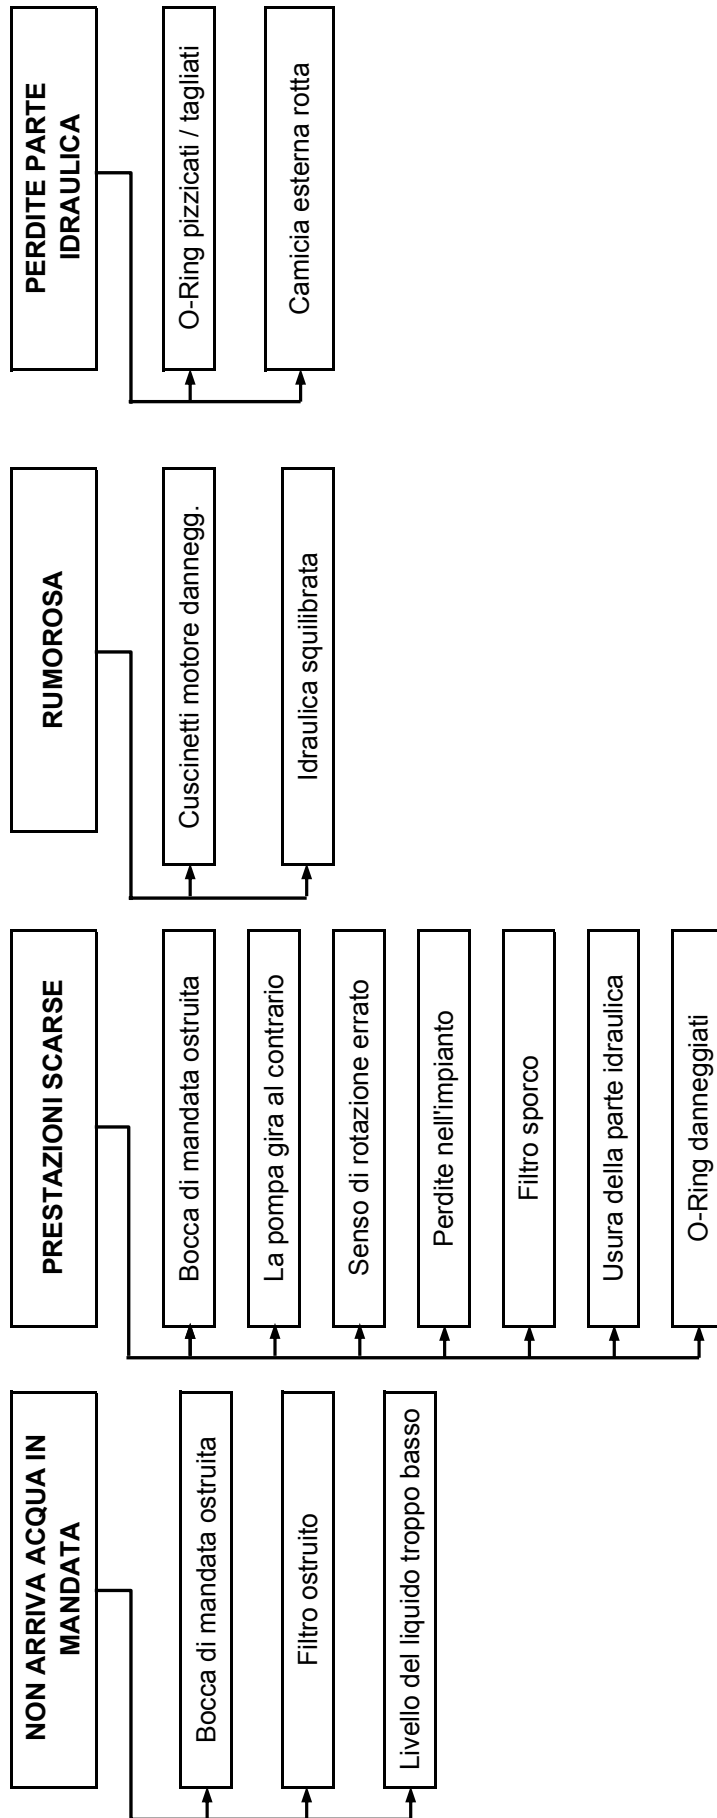 NON ARRIVA ACQUA IN
MANDATA
Bocca di mandata ostruita
Filtro ostruito
Livello del liquido troppo basso
PRESTAZIONI SCARSE
Bocca di mandata ostruita
La pompa gira al contrario
Senso di rotazione errato
Perdite nell'impianto
Filtro sporco
Usura della parte idraulica
O-Ring danneggiati
RUMOROSA
Cuscinetti motore dannegg.
Idraulica squilibrata
PERDITE PARTE
IDRAULICA
O-Ring pizzicati / tagliati
Camicia esterna rotta